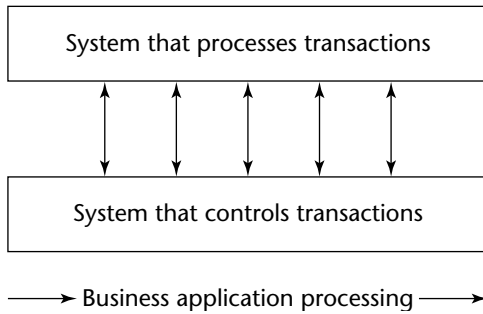 System that processes transactions
System that controls transactions
Business application processing